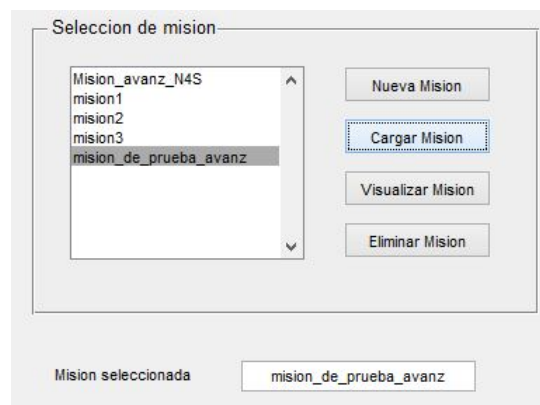 Seleccion de mision
Mision_avanz_N4S
mision1
mision2
mision3
mision_de_prueba_avanz
Nueva Mision
Cargar Mision
Visualizar Mision
Eliminar Mision
Mision seleccionada
mision_de_prueba_avanz